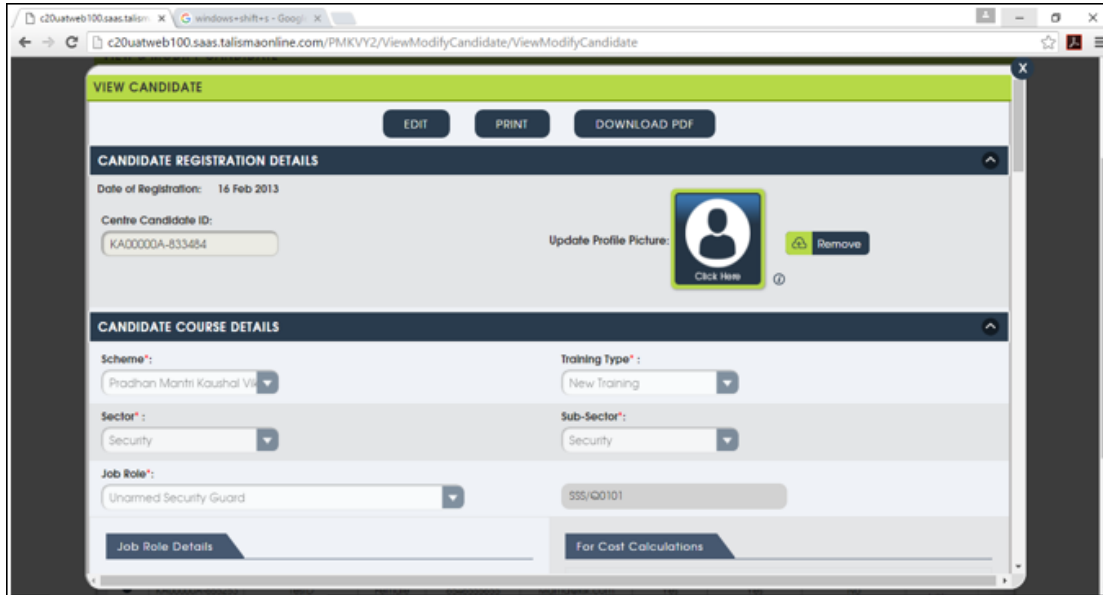 c20uatweb100.saas.talism
windows+shift+s - Googl
c20uatweb100.saas.talismaonline.com/PMKVY2/ViewModifyCandidate/ViewModifyCandidate
X
VIEW CANDIDATE
EDIT PRINT DOWNLOAD PDF
CANDIDATE REGISTRATION DETAILS
Date of Registration: 16 Feb 2013
Centre Candidate ID:
KA00000A-833484
Update Profile Picture:
Click Here
Remove
CANDIDATE COURSE DETAILS
Scheme*: Training Type* :
Pradhan Mantri Kaushal Vik New Training
Sector* : Sub-Sector*:
Security Security
Job Role*:
Unarmed Security Guard SSS/Q0101
Job Role Details For Cost Calculations